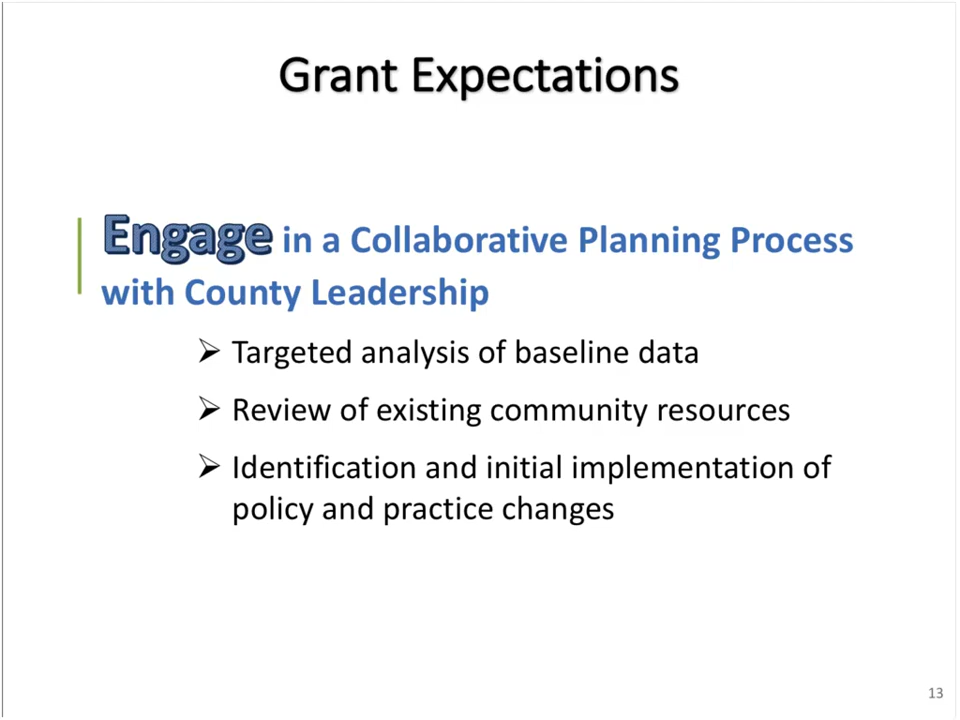 Grant Expectations
Engage in a Collaborative Planning Process
with County Leadership
➢ Targeted analysis of baseline data
➢ Review of existing community resources
➢ Identification and initial implementation of
policy and practice changes
13